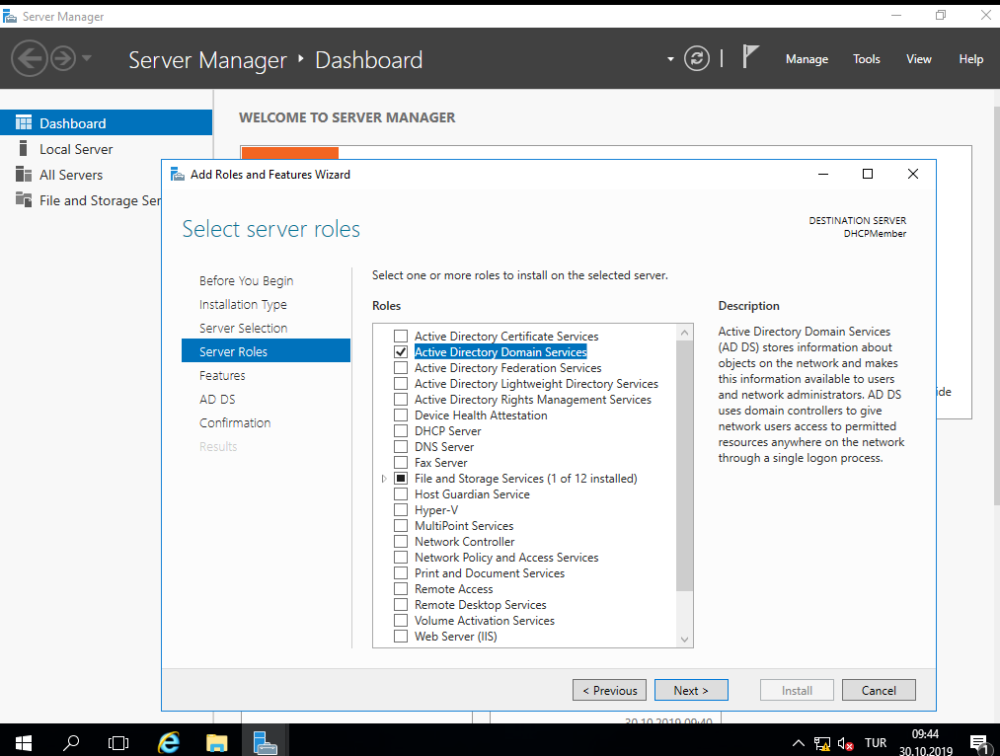 Server Manager
Server Manager ‣ Dashboard
Manage Tools View Help
Dashboard
Local Server
All Servers
File and Storage Ser
WELCOME TO SERVER MANAGER
Add Roles and Features Wizard
Select server roles
DESTINATION SERVER
DHCPMember
Before You Begin
Installation Type
Server Selection
Server Roles
Features
AD DS
Confirmation
Results
Select one or more roles to install on the selected server.
Roles
Active Directory Certificate Services
Active Directory Domain Services
Active Directory Federation Services
Active Directory Lightweight Directory Services
Active Directory Rights Management Services
Device Health Attestation
DHCP Server
DNS Server
Fax Server
File and Storage Services (1 of 12 installed)
Host Guardian Service
Hyper-V
MultiPoint Services
Network Controller
Network Policy and Access Services
Print and Document Services
Remote Access
Remote Desktop Services
Volume Activation Services
Web Server (IIS)
Description
Active Directory Domain Services
(AD DS) stores information about
objects on the network and makes
this information available to users
and network administrators. AD DS
uses domain controllers to give
network users access to permitted
resources anywhere on the network
through a single logon process.
ide
< Previous Next > Install Cancel
30.10.2019 09:40
TUR
09:44
30.10.2019
1